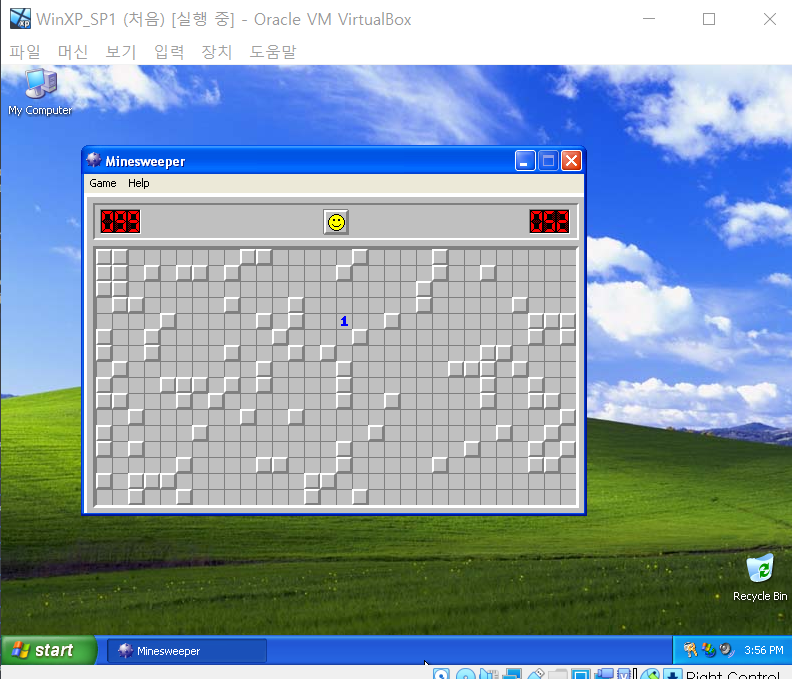 WinXP_SP1 (처음) [실행 중] - Oracle VM VirtualBox
파일 머신 보기 입력 장치 도움말
My Computer
Minesweeper
Game Help
099 052
1
Recycle Bin
start Minesweeper 3:56 PM
Right Control